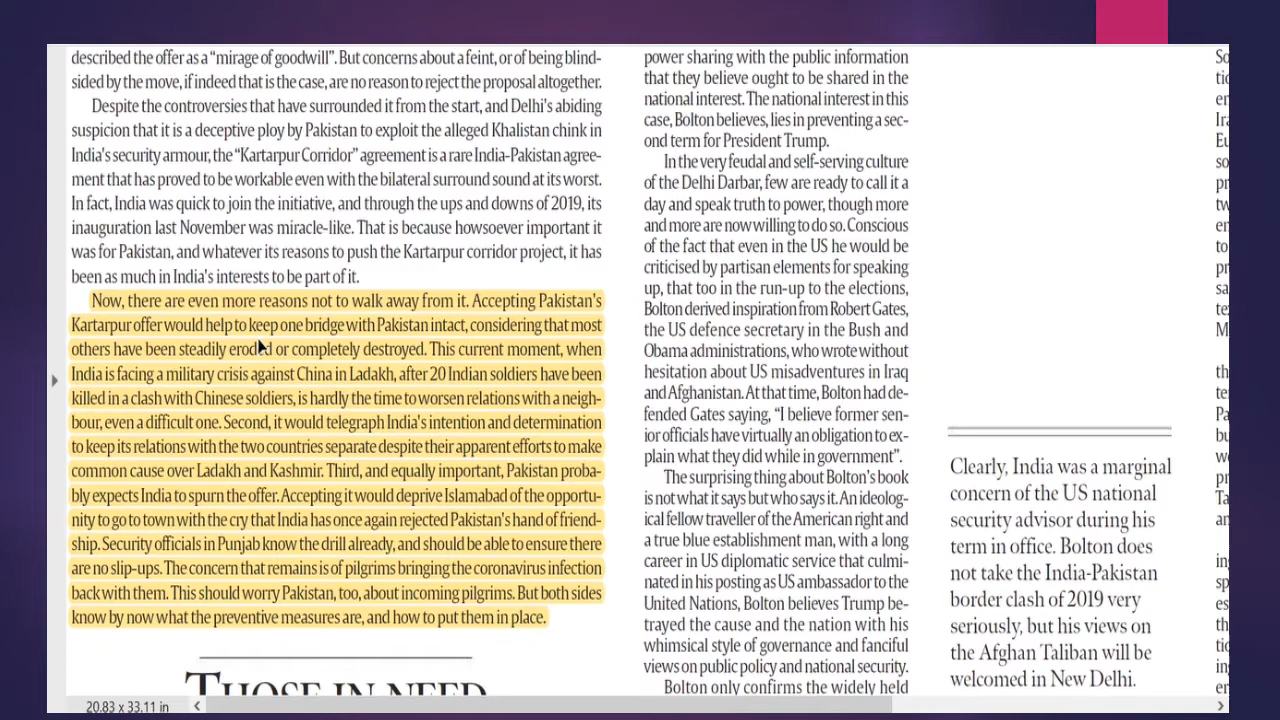 described the offer as a “mirage of goodwill”. But concerns about a feint, or of being blind-
sided by the move, if indeed that is the case, are no reason to reject the proposal altogether.
Despite the controversies that have surrounded it from the start, and Delhi's abiding
suspicion that it is a deceptive ploy by Pakistan to exploit the alleged Khalistan chink in
India's security armour, the “Kartarpur Corridor” agreement is a rare India-Pakistan agree-
ment that has proved to be workable even with the bilateral surround sound at its worst.
In fact, India was quick to join the initiative, and through the ups and downs of 2019, its
inauguration last November was miracle-like. That is because howsoever important it
was for Pakistan, and whatever its reasons to push the Kartarpur corridor project, it has
been as much in India's interests to be part of it.
Now, there are even more reasons not to walk away from it. Accepting Pakistan's
Kartarpur offer would help to keep one bridge with Pakistan intact, considering that most
others have been steadily eroded or completely destroyed. This current moment, when
India is facing a military crisis against China in Ladakh, after 20 Indian soldiers have been
killed in a clash with Chinese soldiers, is hardly the time to worsen relations with a neigh-
bour, even a difficult one. Second, it would telegraph India's intention and determination
to keep its relations with the two countries separate despite their apparent efforts to make
common cause over Ladakh and Kashmir. Third, and equally important, Pakistan proba-
bly expects India to spurn the offer. Accepting it would deprive Islamabad of the opportu-
nity to go to town with the cry that India has once again rejected Pakistan's hand of friend-
ship. Security officials in Punjab know the drill already, and should be able to ensure there
are no slip-ups. The concern that remains is of pilgrims bringing the coronavirus infection
back with them. This should worry Pakistan, too, about incoming pilgrims. But both sides
know by now what the preventive measures are, and how to put them in place.
THOSE IN NEED
20.83 x 33.11 in
power sharing with the public information
that they believe ought to be shared in the
national interest. The national interest in this
case, Bolton believes, lies in preventing a sec-
ond term for President Trump.
In the very feudal and self-serving culture
of the Delhi Darbar, few are ready to call it a
day and speak truth to power, though more
and more are now willing to do so. Conscious
of the fact that even in the US he would be
criticised by partisan elements for speaking
up, that too in the run-up to the elections,
Bolton derived inspiration from Robert Gates,
the US defence secretary in the Bush and
Obama administrations, who wrote without
hesitation about US misadventures in Iraq
and Afghanistan. At that time, Bolton had de-
fended Gates saying, “I believe former sen-
ior officials have virtually an obligation to ex-
plain what they did while in government”.
The surprising thing about Bolton's book
is not what it says but who says it. An ideolog-
ical fellow traveller of the American right and
a true blue establishment man, with a long
career in US diplomatic service that culmi-
nated in his posting as US ambassador to the
United Nations, Bolton believes Trump be-
trayed the cause and the nation with his
whimsical style of governance and fanciful
views on public policy and national security.
Bolton only confirms the widely held
Clearly, India was a marginal
concern of the US national
security advisor during his
term in office. Bolton does
not take the India-Pakistan
border clash of 2019 very
seriously, but his views on
the Afghan Taliban will be
welcomed in New Delhi.